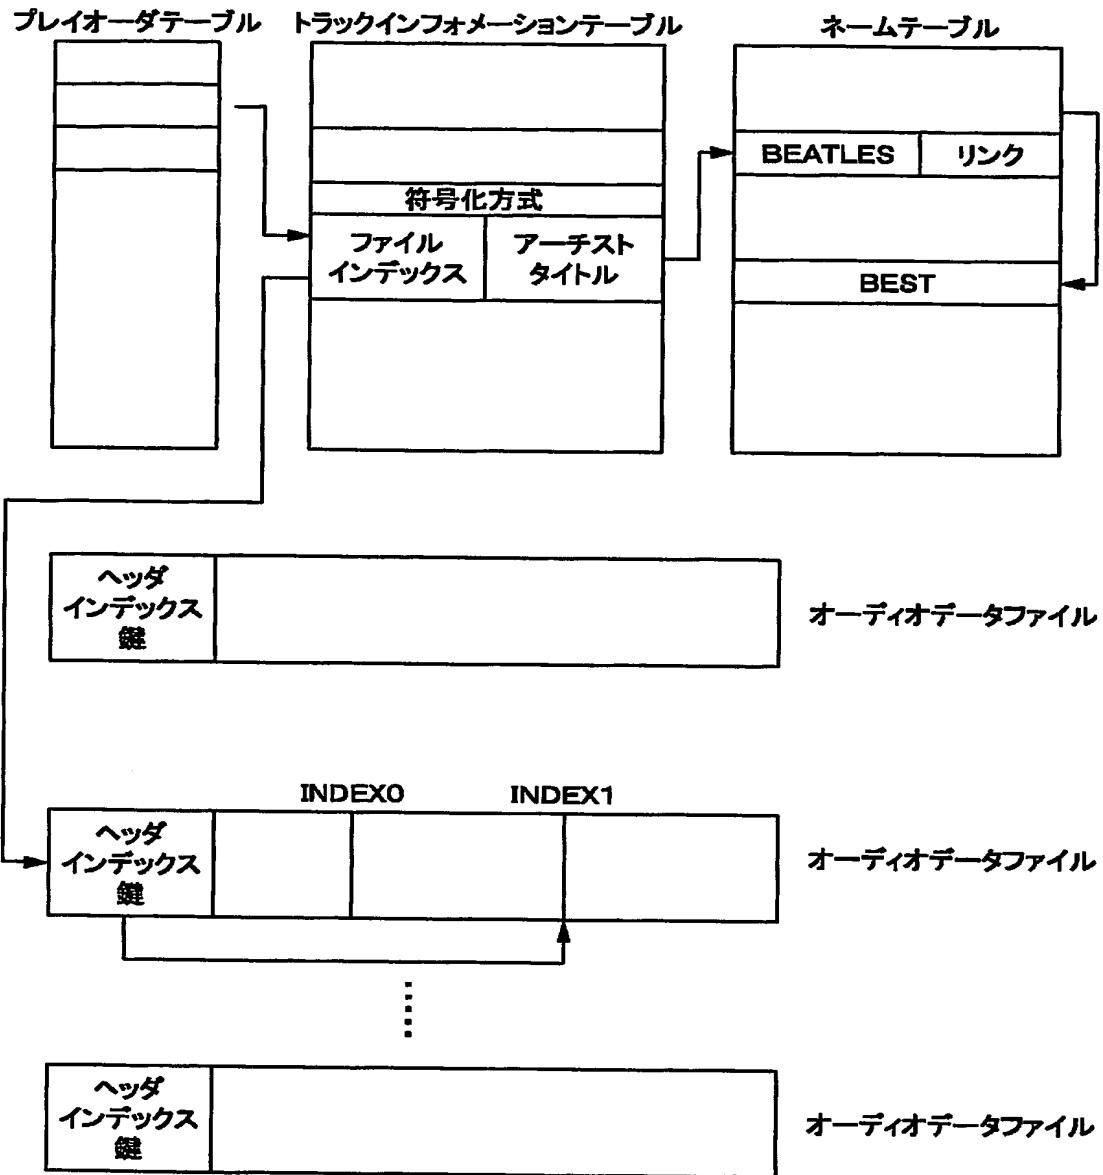 プレイオーダテーブル
トラックインフォメーションテーブル
ネームテーブル
BEATLES
リンク
符号化方式
ファイル
インデックス
アーチスト
タイトル
BEST
ヘッダ
インデックス
鍵
オーディオデータファイル
INDEX0
INDEX1
ヘッダ
インデックス
鍵
オーディオデータファイル
ヘッダ
インデックス
鍵
オーディオデータファイル